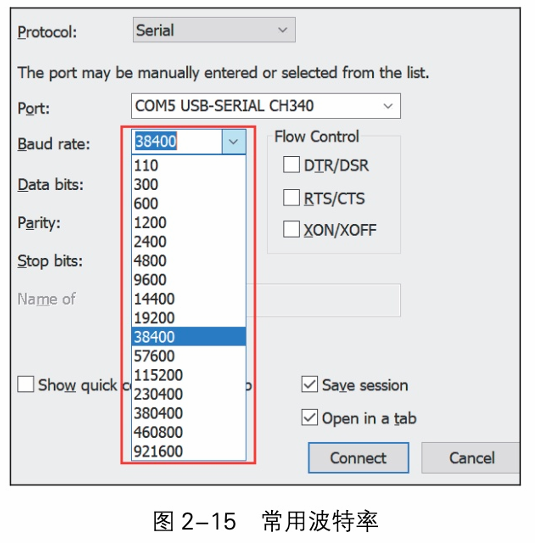 Protocol: Serial
The port may be manually entered or selected from the list.
Port: COM5 USB-SERIAL CH340
Baud rate: 38400
Flow Control
110
DTR/DSR
Data bits: 300
600
RTS/CTS
Parity: 1200
XON/XOFF
2400
Stop bits: 4800
9600
Name of 14400
19200
38400
57600
Show quick c 115200
Save session
230400
380400
Open in a tab
460800
921600
Connect Cancel
图 2-15 常用波特率